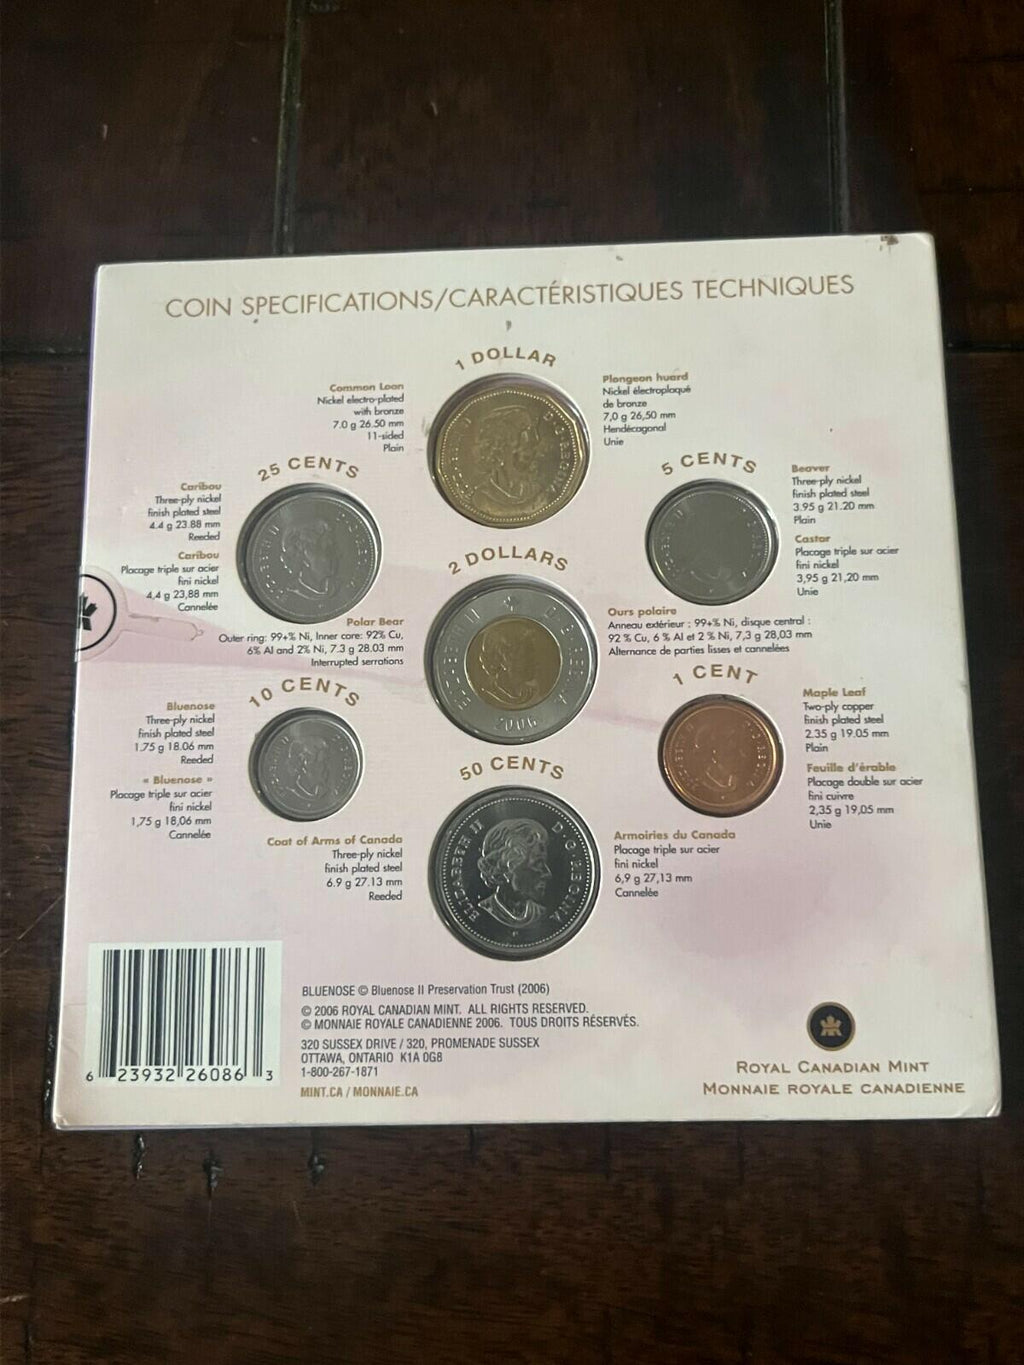 COIN SPECIFICATIONS/CARACTÉRISTIQUES TECHNIQUES
1 DOLLAR
Common Loon
Nickel electro-plated
with bronze
7.0 g 26.50 mm
11-sided
Plain
Plongeon huard
Nickel électroplaqué
de bronze
7,0 g 26,50 mm
Hendécagonal
Unie
25 CENTS
Caribou
Three-ply nickel
finish plated steel
4.4 g 23.88 mm
Reeded
Caribou
Placage triple sur acier
fini nickel
4,4 g 23,88 mm
Cannelée
5 CENTS
Beaver
Three-ply nickel
finish plated steel
3.95 g 21.20 mm
Plain
Castor
Placage triple sur acier
fini nickel
3,95 g 21,20 mm
Unie
2 DOLLARS
Polar Bear
Outer ring: 99+% Ni, Inner core: 92% Cu,
6% Al and 2% Ni, 7.3 g 28.03 mm
Interrupted serrations
Ours polaire
Anneau extérieur : 99+% Ni, disque central :
92 % Cu, 6 % Al et 2 % Ni, 7,3 g 28,03 mm
Alternance de parties lisses et cannelées
ELIZABETH II D·G·REGINA
2006
10 CENTS
Bluenose
Three-ply nickel
finish plated steel
1.75 g 18.06 mm
Reeded
« Bluenose »
Placage triple sur acier
fini nickel
1,75 g 18,06 mm
Cannelée
1 CENT
Maple Leaf
Two-ply copper
finish plated steel
2.35 g 19.05 mm
Plain
Feuille d'érable
Placage double sur acier
fini cuivre
2,35 g 19,05 mm
Unie
50 CENTS
Coat of Arms of Canada
Three-ply nickel
finish plated steel
6.9 g 27.13 mm
Reeded
Armoiries du Canada
Placage triple sur acier
fini nickel
6,9 g 27,13 mm
Cannelée
ELIZABETH II D·G·REGINA
6 23932 26086 3
BLUENOSE © Bluenose II Preservation Trust (2006)
© 2006 ROYAL CANADIAN MINT. ALL RIGHTS RESERVED.
© MONNAIE ROYALE CANADIENNE 2006. TOUS DROITS RÉSERVÉS.
320 SUSSEX DRIVE / 320, PROMENADE SUSSEX
OTTAWA, ONTARIO K1A 0G8
1-800-267-1871
MINT.CA / MONNAIE.CA
ROYAL CANADIAN MINT
MONNAIE ROYALE CANADIENNE